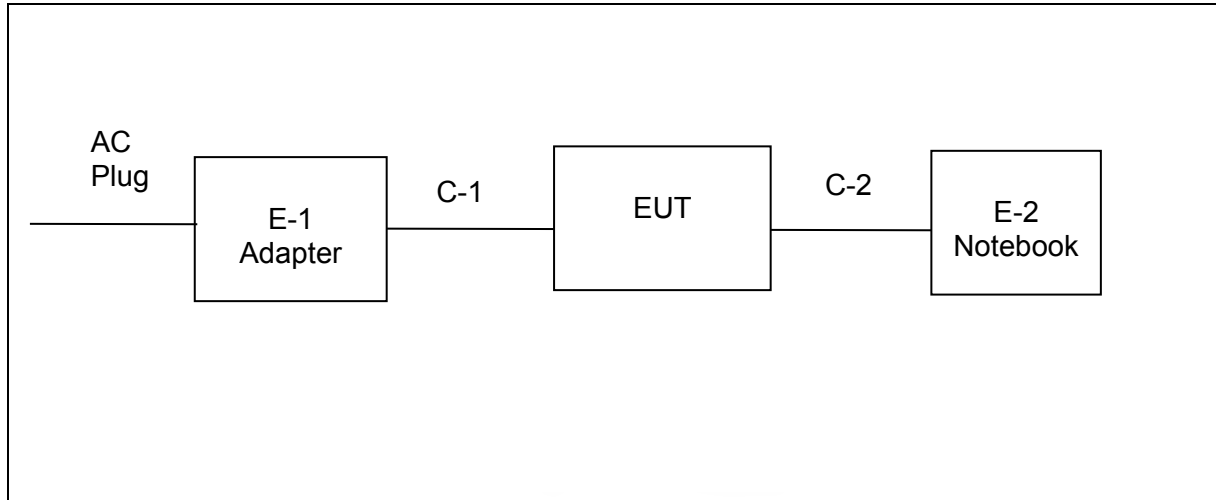 AC
Plug
E-1
Adapter
C-1
EUT
C-2
E-2
Notebook